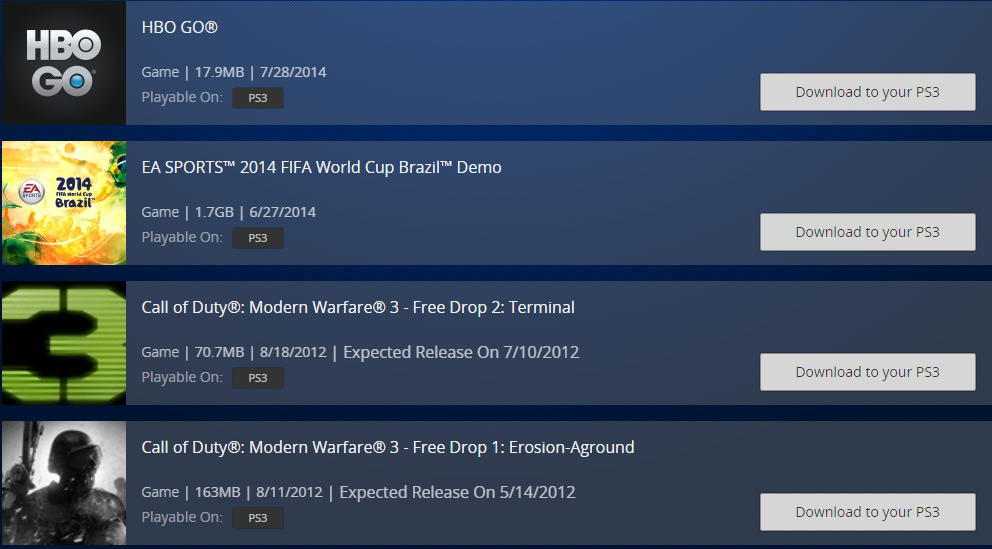 HBO
GO
HBO GO®
Game | 17.9MB | 7/28/2014
Playable On: PS3
Download to your PS3
EA
SPORTS
2014
FIFA World Cup
Brazil™
EA SPORTS™ 2014 FIFA World Cup Brazil™ Demo
Game | 1.7GB | 6/27/2014
Playable On: PS3
Download to your PS3
3
Call of Duty®: Modern Warfare® 3 - Free Drop 2: Terminal
Game | 70.7MB | 8/18/2012 | Expected Release On 7/10/2012
Playable On: PS3
Download to your PS3
Call of Duty®: Modern Warfare® 3 - Free Drop 1: Erosion-Aground
Game | 163MB | 8/11/2012 | Expected Release On 5/14/2012
Playable On: PS3
Download to your PS3